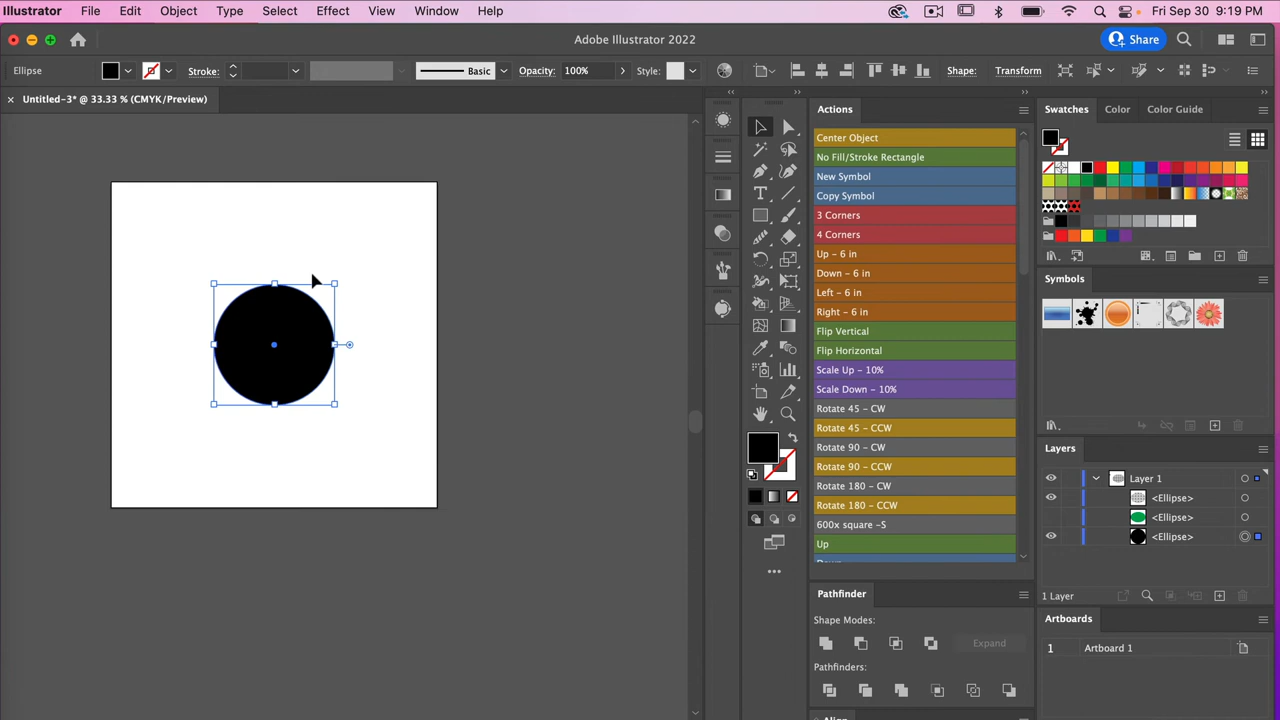 Illustrator File Edit Object Type Select Effect View Window Help Fri Sep 30 9:19 PM
Adobe Illustrator 2022 Share
Ellipse Stroke: Basic Opacity: 100% Style: Shape: Transform
× Untitled-3* @ 33.33 % (CMYK/Preview)
Actions
Center Object
No Fill/Stroke Rectangle
New Symbol
Copy Symbol
3 Corners
4 Corners
Up - 6 in
Down - 6 in
Left - 6 in
Right - 6 in
Flip Vertical
Flip Horizontal
Scale Up - 10%
Scale Down - 10%
Rotate 45 - CW
Rotate 45 - CCW
Rotate 90 - CW
Rotate 90 - CCW
Rotate 180 - CW
Rotate 180 - CCW
600x square -S
Up
Pathfinder
Shape Modes:
Expand
Pathfinders:
Swatches Color Color Guide
Symbols
Layers
Layer 1
<Ellipse>
<Ellipse>
<Ellipse>
1 Layer
Artboards
1 Artboard 1